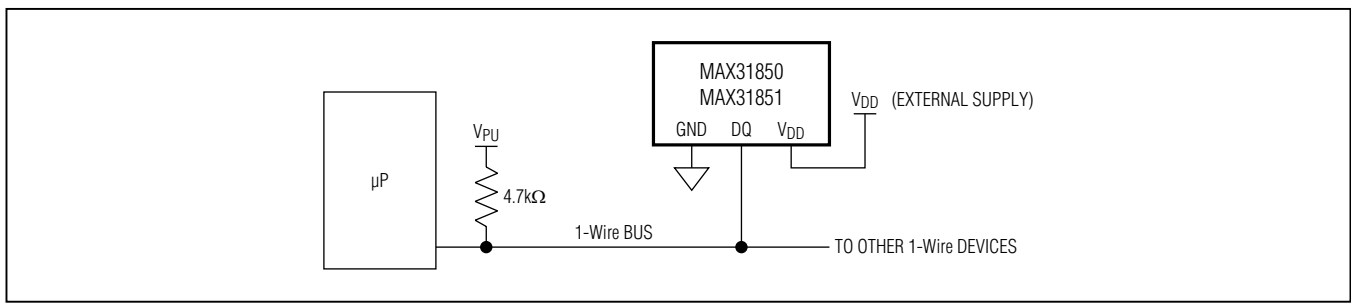 MAX31850
MAX31851
GND DQ VDD
VDD (EXTERNAL SUPPLY)
µP
VPU
4.7kΩ
1-Wire BUS
TO OTHER 1-Wire DEVICES